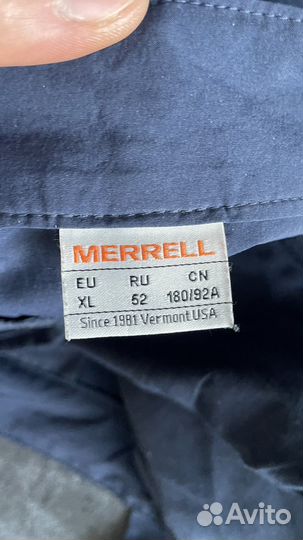 MERRELL
EU RU CN
XL 52 180/92A
Since 1981 Vermont USA
Avito